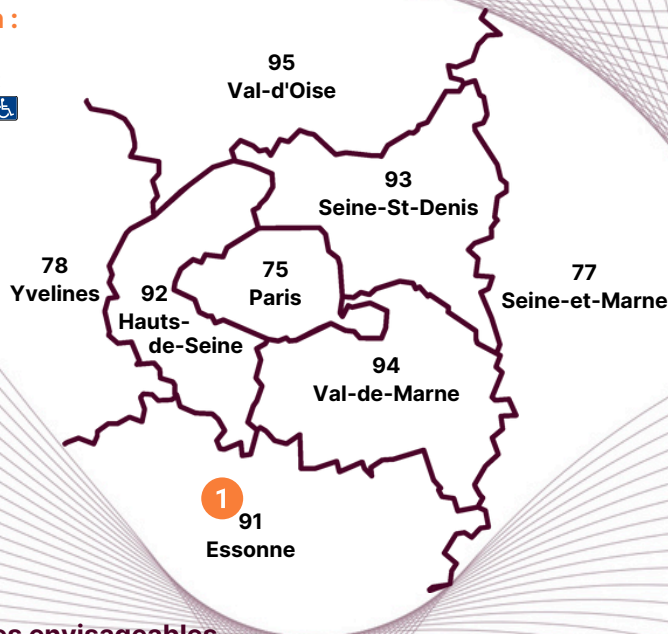 :
95
Val-d'Oise
93
Seine-St-Denis
78
Yvelines
92
Hauts-
de-Seine
75
Paris
77
Seine-et-Marne
94
Val-de-Marne
1
91
Essonne
envisageables